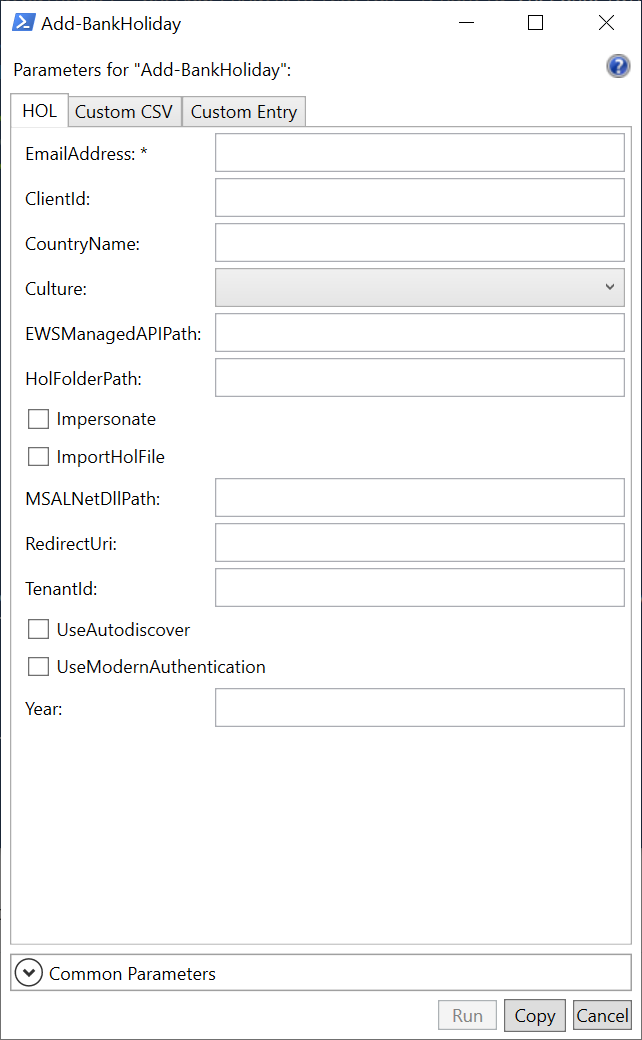 Add-BankHoliday
Parameters for "Add-BankHoliday":
HOL Custom CSV Custom Entry
EmailAddress: *
ClientId:
CountryName:
Culture:
EWSManagedAPIPath:
HolFolderPath:
Impersonate
ImportHolFile
MSALNetDllPath:
RedirectUri:
TenantId:
UseAutodiscover
UseModernAuthentication
Year:
Common Parameters
Run Copy Cancel